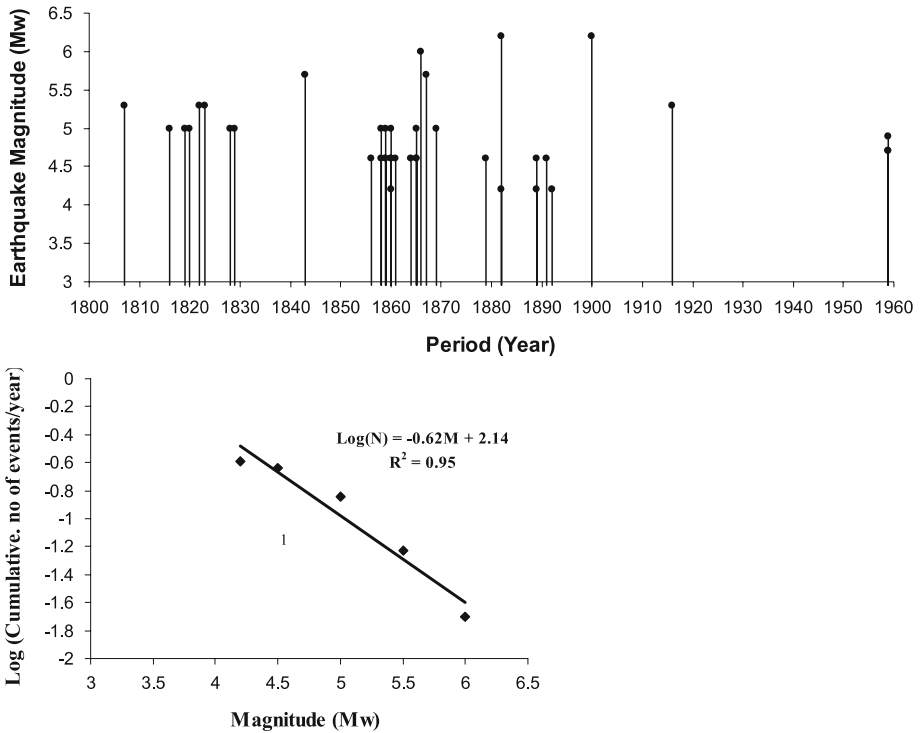 Earthquake Magnitude (Mw)
6.5
6
5.5
5
4.5
4
3.5
3
1800 1810 1820 1830 1840 1850 1860 1870 1880 1890 1900 1910 1920 1930 1940 1950 1960
Period (Year)
Log (Cumulative. no of events/year)
0
-0.2
-0.4
-0.6
-0.8
-1
-1.2
-1.4
-1.6
-1.8
-2
Log(N) = -0.62M + 2.14
R² = 0.95
1
3 3.5 4 4.5 5 5.5 6 6.5
Magnitude (Mw)